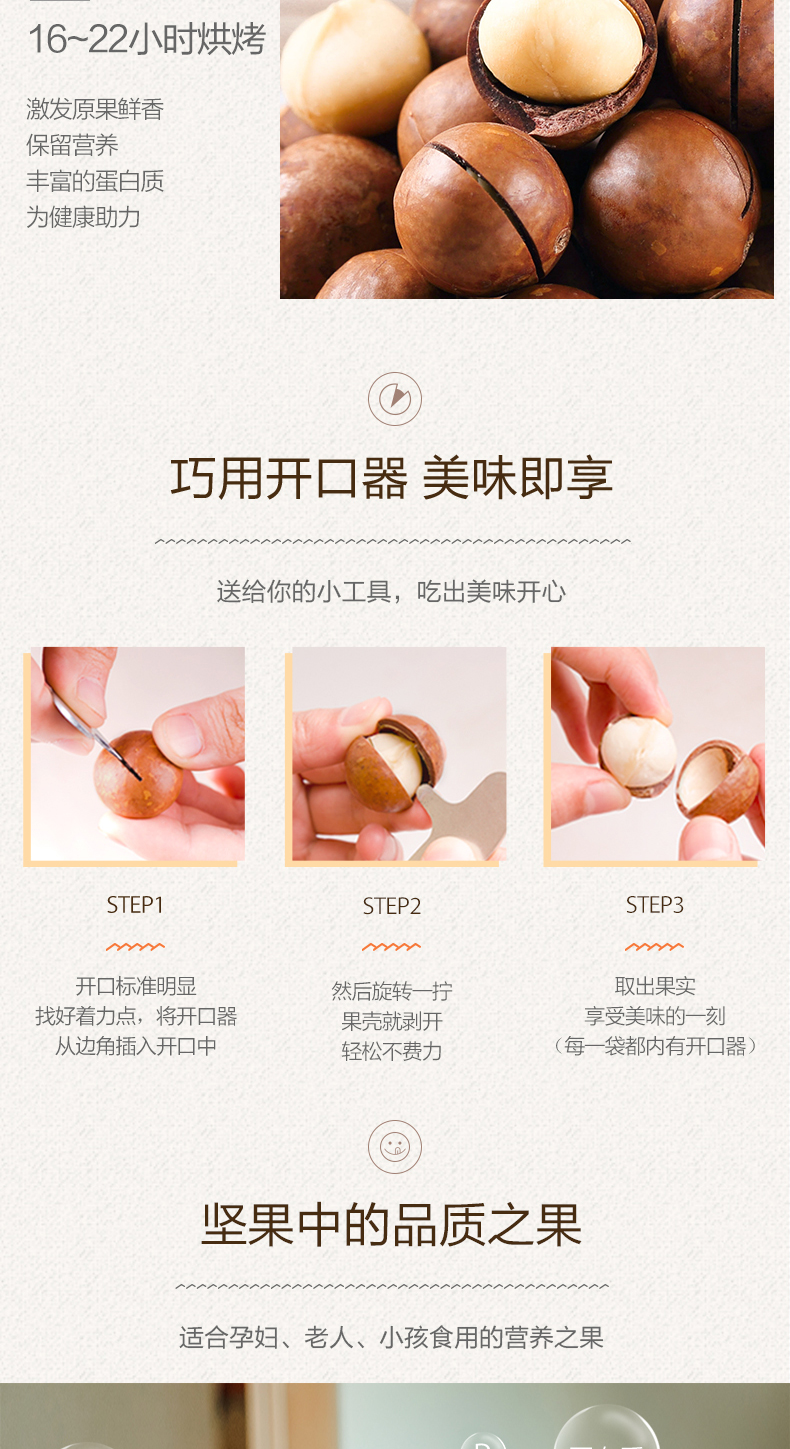 16~22小时烘烤
激发原果鲜香
保留营养
丰富的蛋白质
为健康助力
巧用开口器 美味即享
送给你的小工具，吃出美味开心
STEP1
开口标准明显
找好着力点，将开口器
从边角插入开口中
STEP2
然后旋转一拧
果壳就剥开
轻松不费力
STEP3
取出果实
享受美味的一刻
（每一袋都内有开口器）
坚果中的品质之果
适合孕妇、老人、小孩食用的营养之果